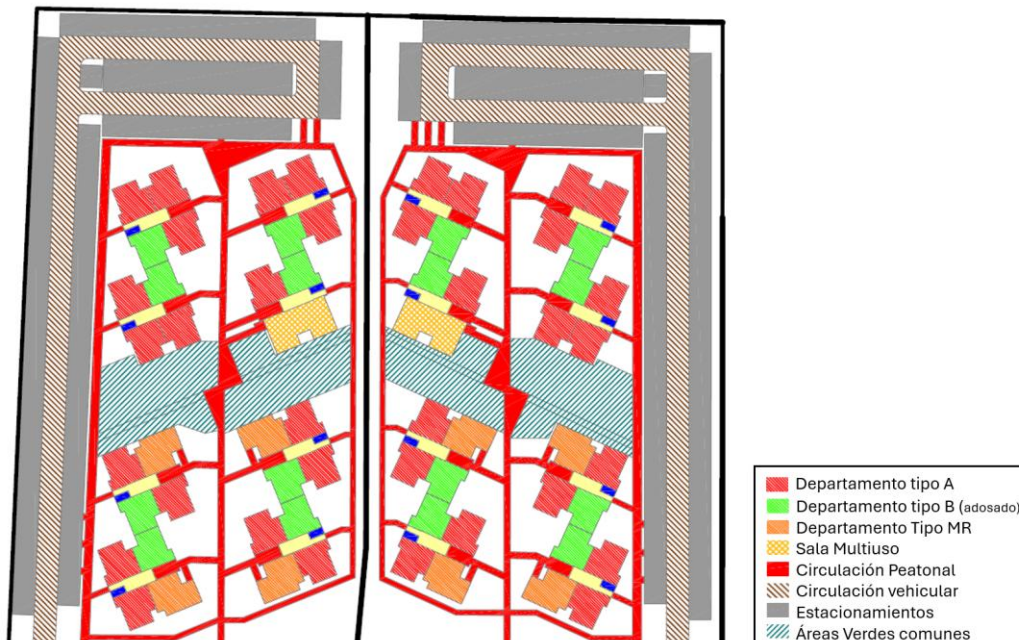 Departamento tipo A
Departamento tipo B (adosado)
Departamento Tipo MR
Sala Multiuso
Circulación Peatonal
Circulación vehicular
Estacionamientos
Áreas Verdes comunes